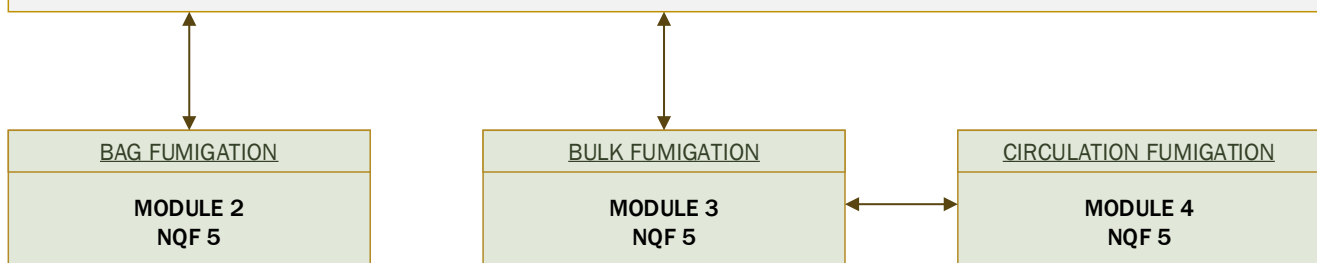 BAG FUMIGATION
MODULE 2
NQF 5
BULK FUMIGATION
MODULE 3
NQF 5
CIRCULATION FUMIGATION
MODULE 4
NQF 5